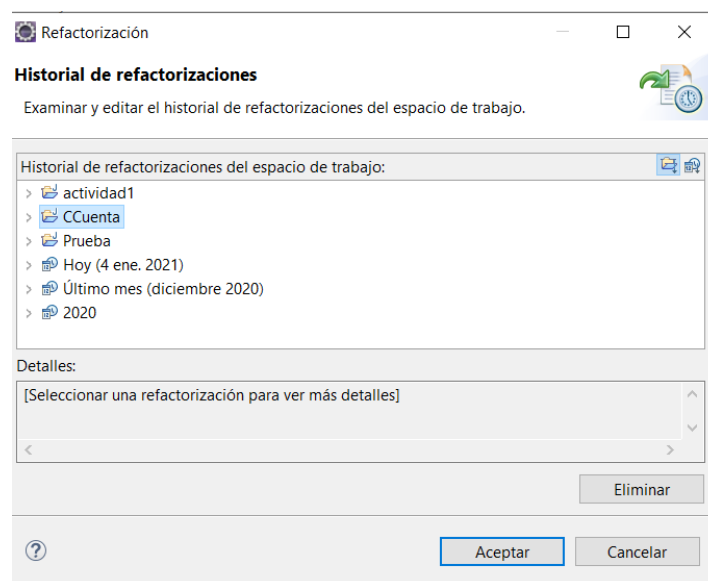 Refactorización
Historial de refactorizaciones
Examinar y editar el historial de refactorizaciones del espacio de trabajo.
Historial de refactorizaciones del espacio de trabajo:
actividad1
CCuenta
Prueba
Hoy (4 ene. 2021)
Último mes (diciembre 2020)
2020
Detalles:
[Seleccionar una refactorización para ver más detalles]
Eliminar
Aceptar
Cancelar